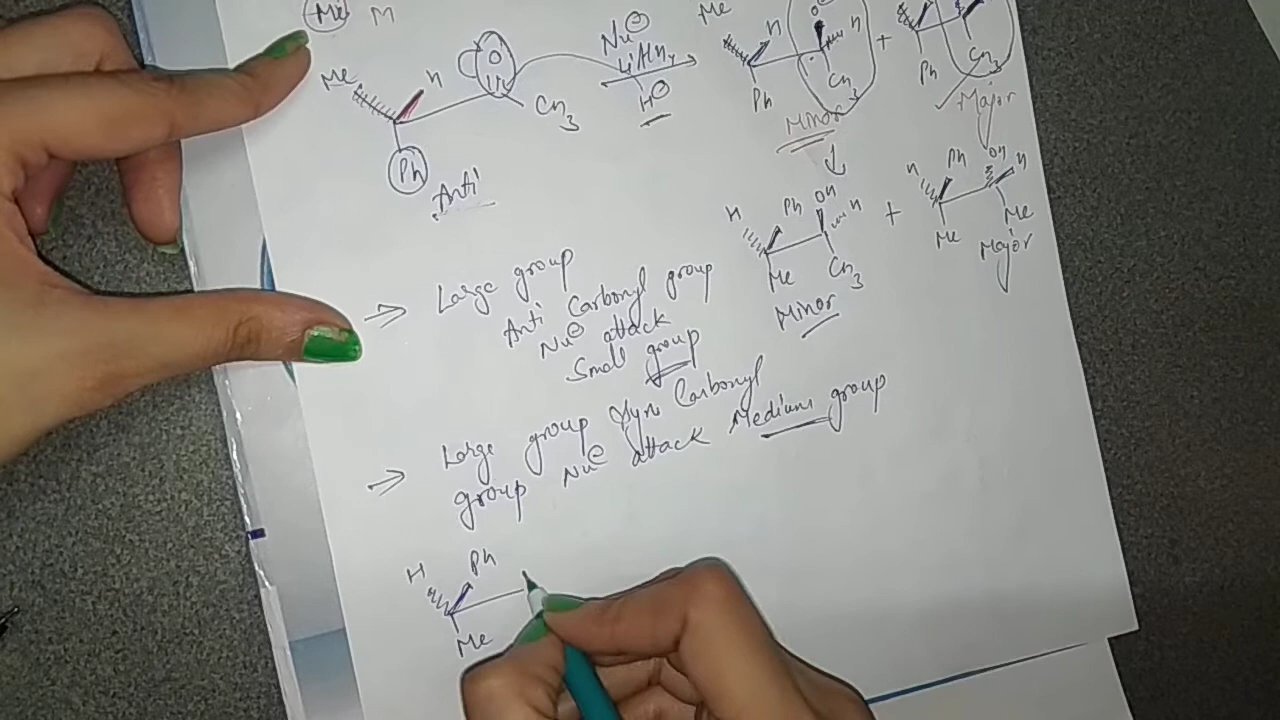 Me M
Me H O CH3
Ph
Anti
Nu⊖
LiAlH4
H⊖
Me H O⊖ H
Ph CH3
Minor
+
Ph CH3
Major
H Ph OH H
Me CH3
Minor
+
H Ph OH H
Me Me
Major
⇒ Large group
Anti Carbonyl group
Nu⊖ attack
Small group
⇒ Large group Syn Carbonyl
group Nu⊖ attack Medium group
H Ph
Me